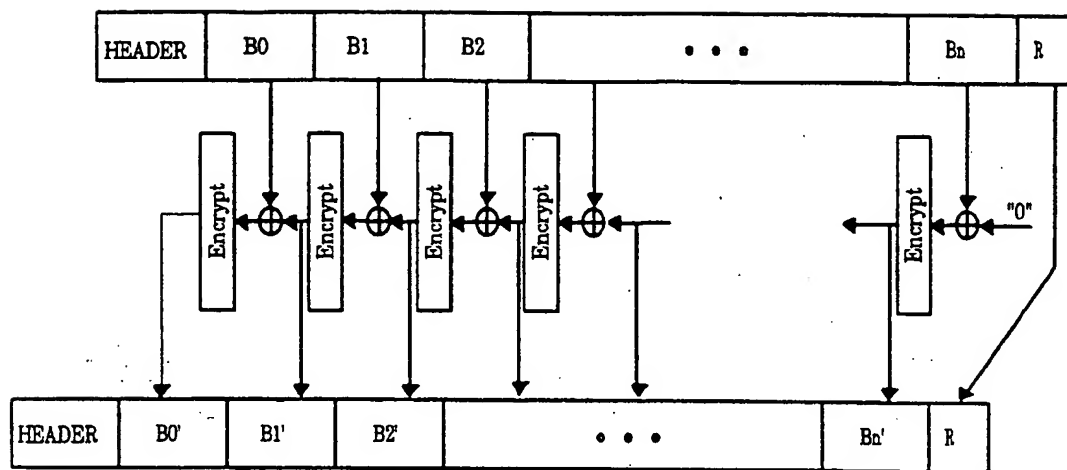 HEADER B0 B1 B2 • • • Bn R
Encrypt Encrypt Encrypt Encrypt Encrypt
"0"
HEADER B0' B1' B2' • • • Bn' R